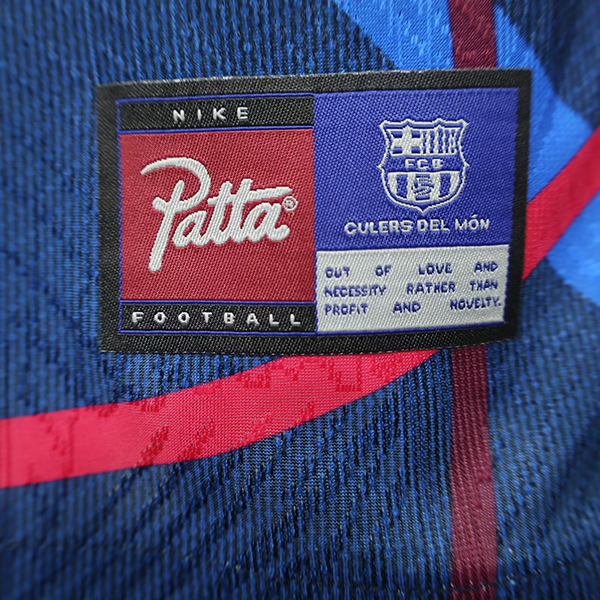 NIKE
Patta®
FOOTBALL
FCB
CULERS DEL MÓN
OUT OF LOVE AND
NECESSITY RATHER THAN
PROFIT AND NOVELTY.